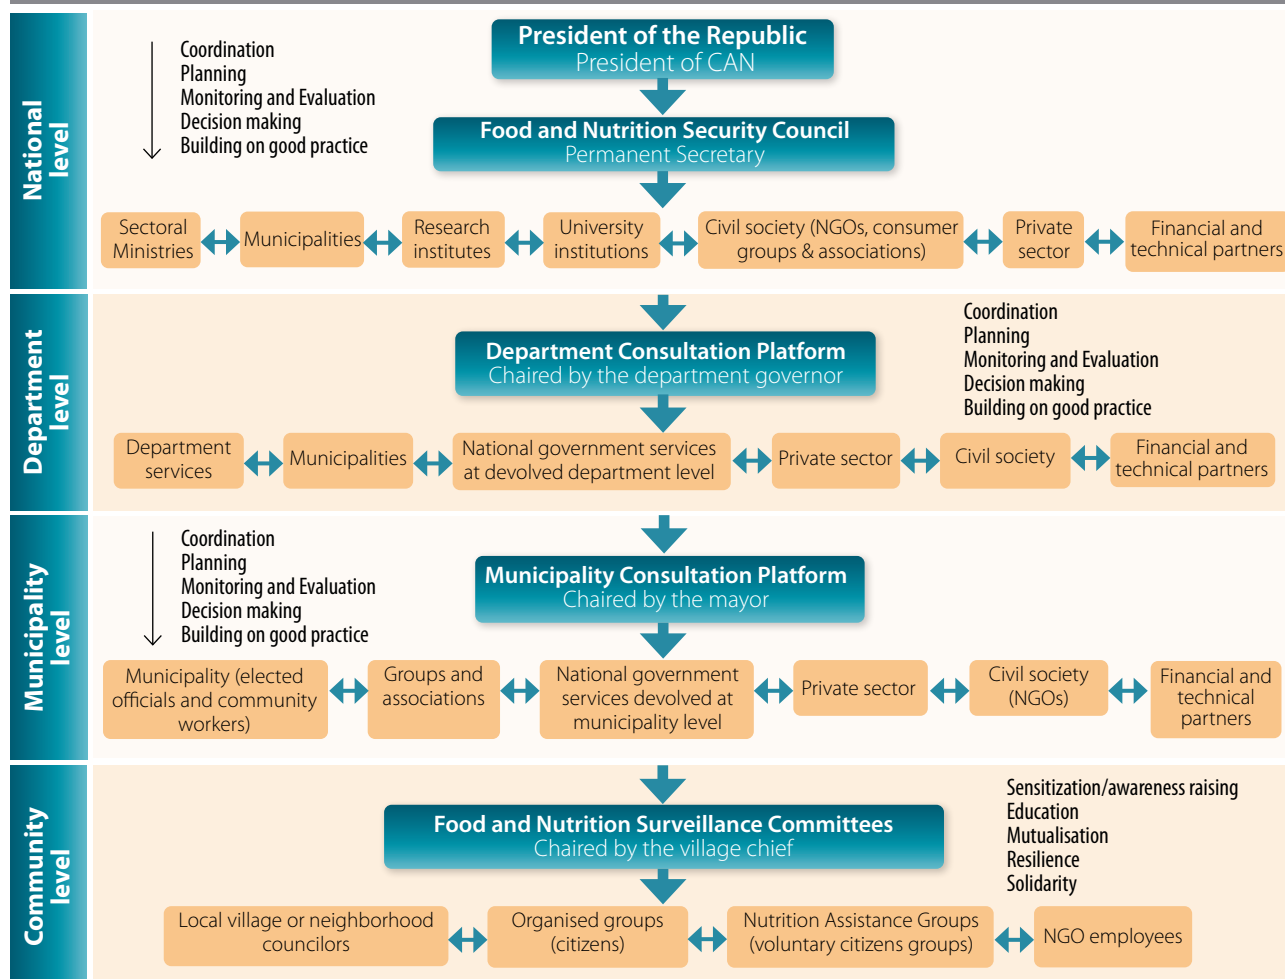 National
level
Coordination
Planning
Monitoring and Evaluation
Decision making
Building on good practice
President of the Republic
President of CAN
Food and Nutrition Security Council
Permanent Secretary
Sectoral
Ministries
Municipalities
Research
institutes
University
institutions
Civil society (NGOs, consumer
groups & associations)
Private
sector
Financial and
technical partners
Department
level
Department Consultation Platform
Chaired by the department governor
Coordination
Planning
Monitoring and Evaluation
Decision making
Building on good practice
Department
services
Municipalities
National government services
at devolved department level
Private sector
Civil society
Financial and
technical partners
Municipality
level
Coordination
Planning
Monitoring and Evaluation
Decision making
Building on good practice
Municipality Consultation Platform
Chaired by the mayor
Municipality (elected
officials and community
workers)
Groups and
associations
National government
services devolved at
municipality level
Private sector
Civil society
(NGOs)
Financial and
technical
partners
Community
level
Food and Nutrition Surveillance Committees
Chaired by the village chief
Sensitization/awareness raising
Education
Mutualisation
Resilience
Solidarity
Local village or neighborhood
councilors
Organised groups
(citizens)
Nutrition Assistance Groups
(voluntary citizens groups)
NGO employees